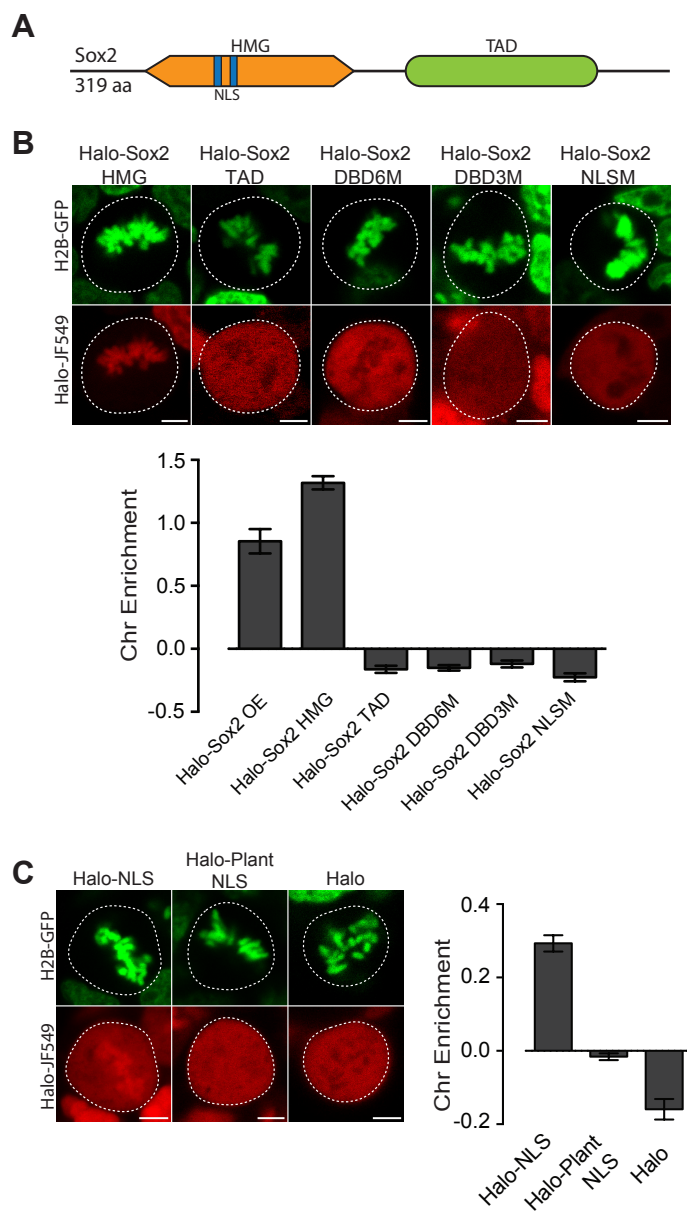 A
Sox2
319 aa
HMG
NLS
TAD
B
Halo-Sox2 HMG
Halo-Sox2 TAD
Halo-Sox2 DBD6M
Halo-Sox2 DBD3M
Halo-Sox2 NLSM
H2B-GFP
Halo-JF549
Chr Enrichment
1.5
1.0
0.5
0.0
-0.5
Halo-Sox2 OE
Halo-Sox2 HMG
Halo-Sox2 TAD
Halo-Sox2 DBD6M
Halo-Sox2 DBD3M
Halo-Sox2 NLSM
C
Halo-NLS
Halo-Plant
NLS
Halo
H2B-GFP
Halo-JF549
Chr Enrichment
0.4
0.2
0.0
-0.2
Halo-NLS
Halo-Plant
NLS
Halo